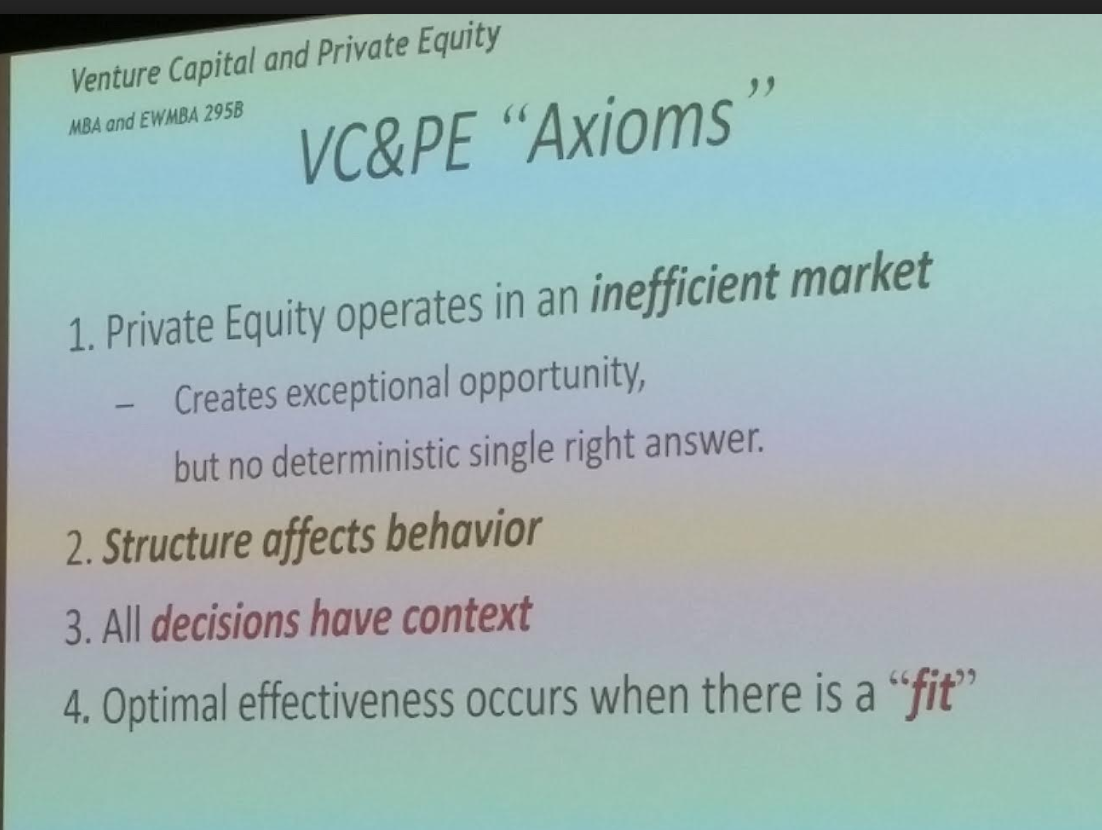 Venture Capital and Private Equity
MBA and EWMBA 295B
VC&PE “Axioms”
1. Private Equity operates in an inefficient market
– Creates exceptional opportunity,
but no deterministic single right answer.
2. Structure affects behavior
3. All decisions have context
4. Optimal effectiveness occurs when there is a “fit”